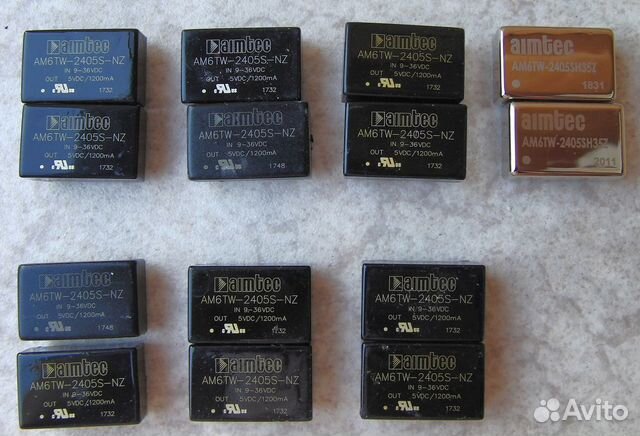 aimtec
AM6TW-2405S-NZ
IN 9-36VDC
OUT 5VDC/1200mA
1732
aimtec
AM6TW-2405S-NZ
IN 9-36VDC
OUT 5VDC/1200mA
1732
aimtec
AM6TW-2405S-NZ
IN 9-36VDC
OUT 5VDC/1200mA
1732
aimtec
AM6TW-2405SH35Z
1831
aimtec
AM6TW-2405S-NZ
IN 9-36VDC
OUT 5VDC/1200mA
1732
aimtec
AM6TW-2405S-NZ
IN 9-36VDC
OUT 5VDC/1200mA
1748
aimtec
AM6TW-2405S-NZ
IN 9-36VDC
OUT 5VDC/1200mA
1732
aimtec
AM6TW-2405SH35Z
2011
aimtec
AM6TW-2405S-NZ
IN 9-36VDC
OUT 5VDC/1200mA
1748
aimtec
AM6TW-2405S-NZ
IN 9-36VDC
OUT 5VDC/1200mA
1732
aimtec
AM6TW-2405S-NZ
IN 9-36VDC
OUT 5VDC/1200mA
1732
aimtec
AM6TW-2405S-NZ
IN 9-36VDC
OUT 5VDC/1200mA
1732
aimtec
AM6TW-2405S-NZ
IN 9-36VDC
OUT 5VDC/1200mA
1732
aimtec
AM6TW-2405S-NZ
IN 9-36VDC
OUT 5VDC/1200mA
1732
Avito